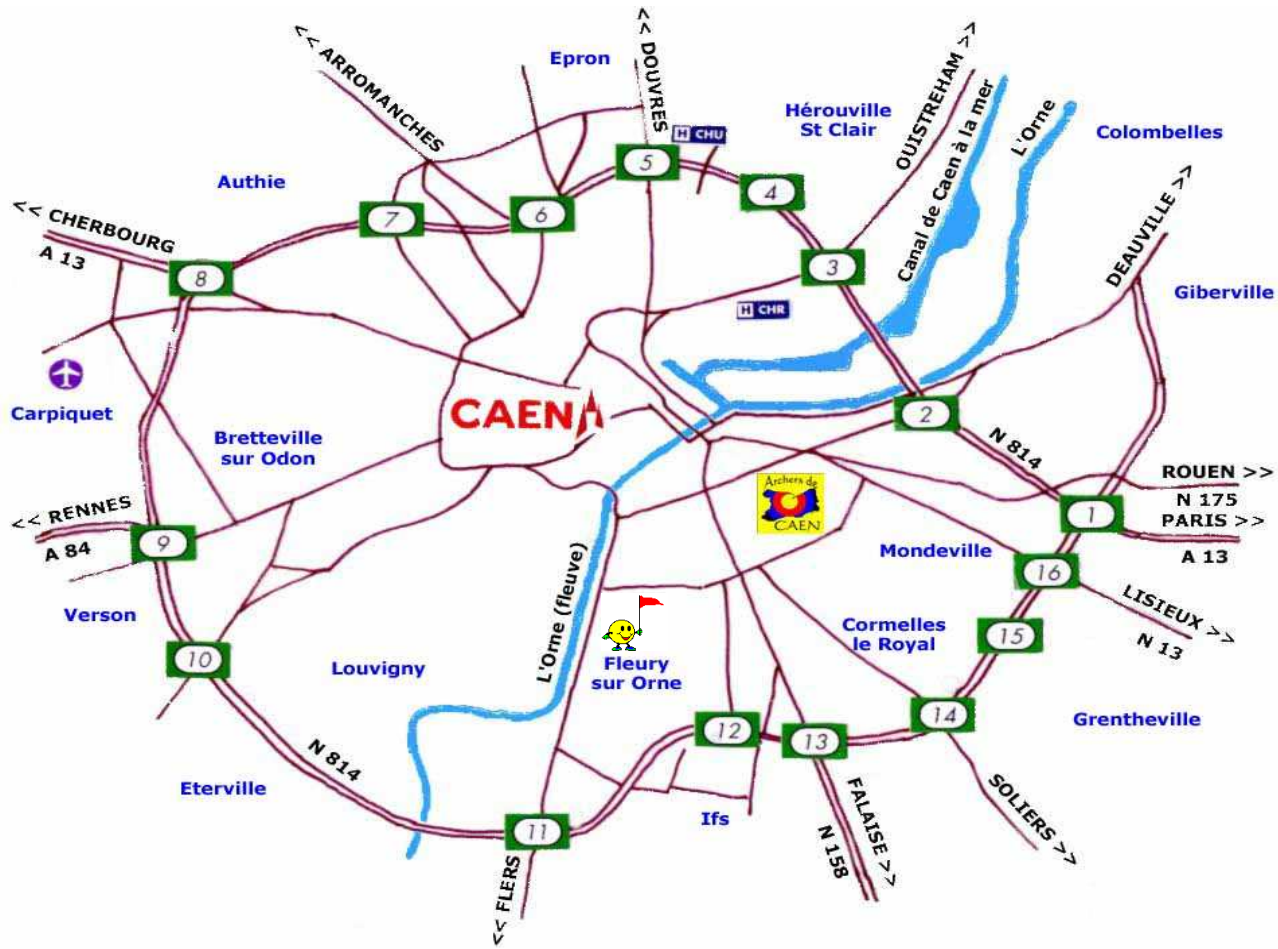 << DOUVRES
<< ARROMANCHES
Epron
OUISTREHAM >>
Hérouville
St Clair
Canal de Caen à la mer
L'Orne
Colombelles
H CHU
5
4
Authie
7
6
DEAUVILLE >>
<< CHERBOURG
A 13
8
3
Giberville
H CHR
Carpiquet
CAEN
2
Bretteville
sur Odon
N 814
ROUEN >>
N 175
PARIS >>
A 13
Archers de
CAEN
1
<< RENNES
A 84
9
Mondeville
16
LISIEUX >>
N 13
Verson
L'Orne (fleuve)
Cormelles
le Royal
15
10
Louvigny
Fleury
sur Orne
12
13
14
Grentheville
N 814
Eterville
11
Ifs
FALAISE >>
N 158
SOLIERS >>
<< FLERS